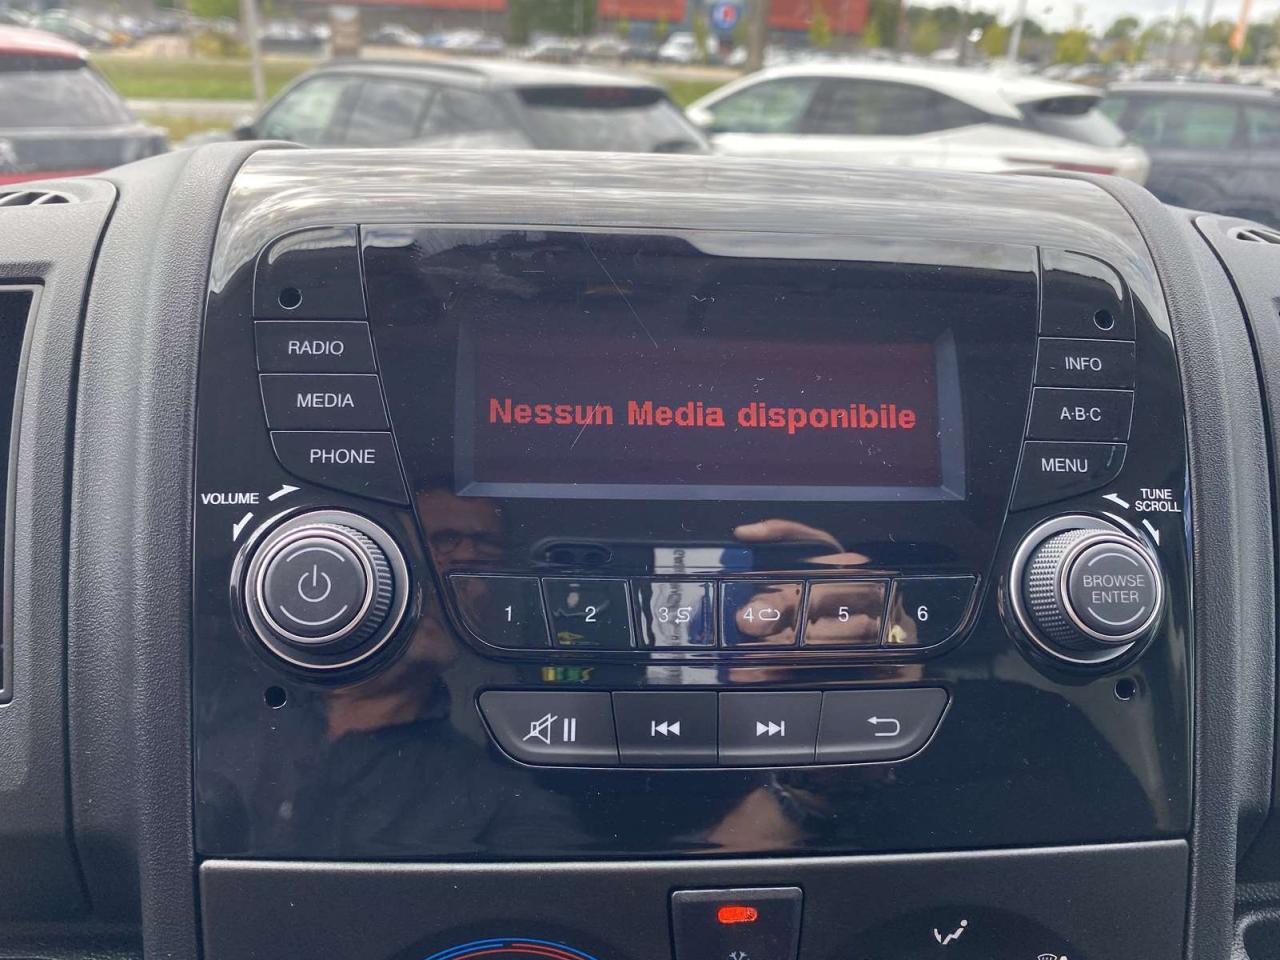 RADIO
MEDIA
PHONE
VOLUME
Nessun Media disponibile
INFO
A·B·C
MENU
TUNE
SCROLL
BROWSE
ENTER
1
2
3
4
5
6